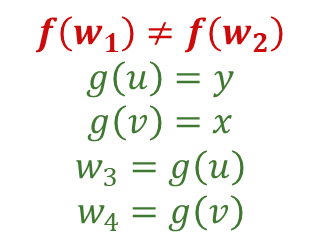 f(w₁) ≠ f(w₂)
g(u) = y
g(v) = x
w₃ = g(u)
w₄ = g(v)